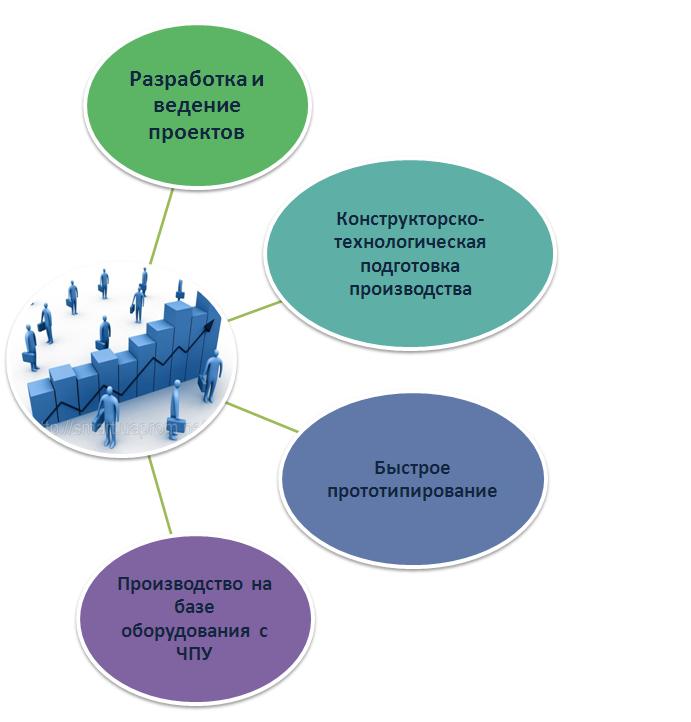 Разработка и
ведение
проектов
Конструкторско-
технологическая
подготовка
производства
Быстрое
прототипирование
Производство на
базе
оборудования с
ЧПУ